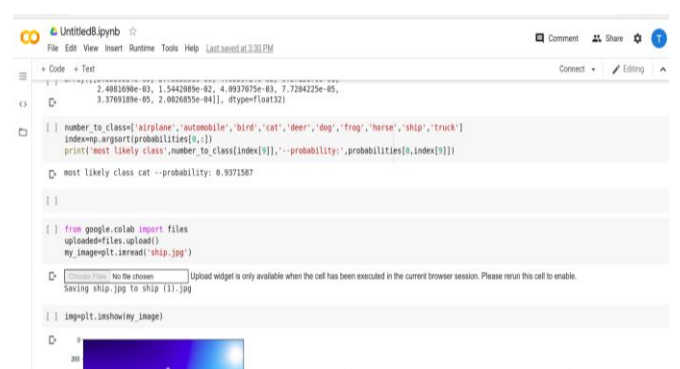 Untitled8.ipynb
Comment Share T
File Edit View Insert Runtime Tools Help Last saved at 3:30 PM
+ Code + Text
Connect Editing
2.4081690e-03, 1.5442089e-02, 4.0937075e-03, 7.7284225e-05,
3.3769189e-05, 2.0026855e-04]], dtype=float32)
[ ] number_to_class=['airplane','automobile','bird','cat','deer','dog','frog','horse','ship','truck']
index=np.argsort(probabilities[0,:])
print('most likely class',number_to_class[index[9]],'--probability:',probabilities[0,index[9]])
most likely class cat --probability: 0.9371587
[ ]
[ ] from google.colab import files
uploaded=files.upload()
my_image=plt.imread('ship.jpg')
Choose Files No file chosen Upload widget is only available when the cell has been executed in the current browser session. Please rerun this cell to enable.
Saving ship.jpg to ship (1).jpg
[ ] img=plt.imshow(my_image)
0
200